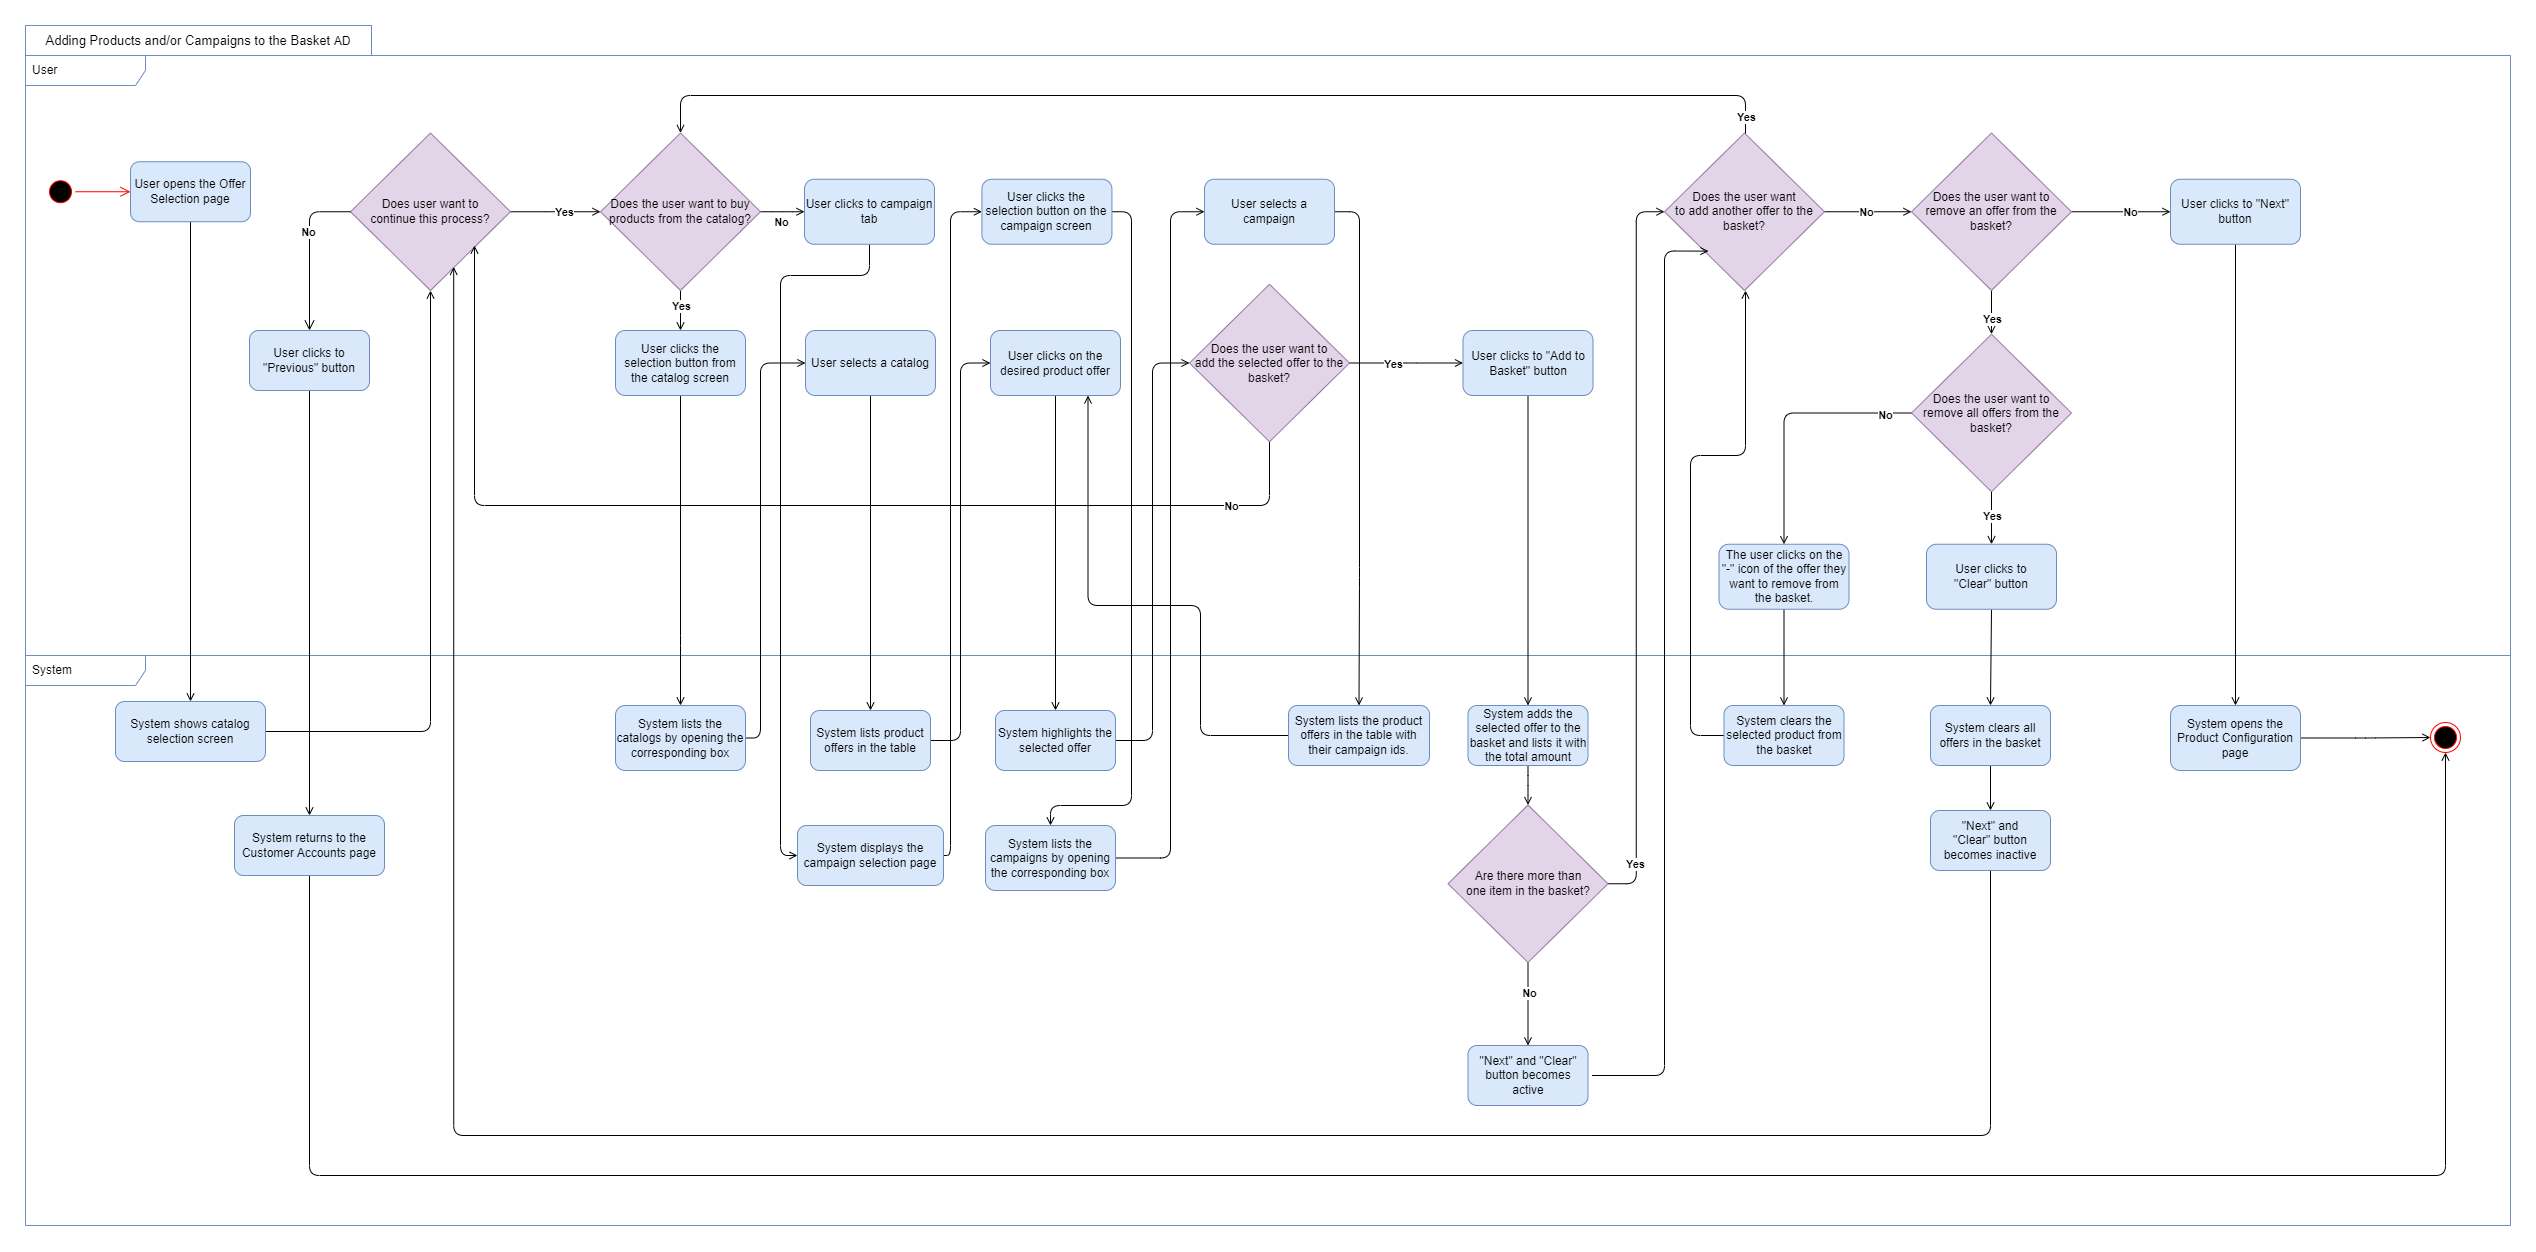 Adding Products and/or Campaigns to the Basket AD
User
Yes
User opens the Offer
Selection page
Does user want to
continue this process?
Yes
No
Does the user want to buy
products from the catalog?
No
Yes
User clicks to campaign
tab
User clicks the
selection button on the
campaign screen
User selects a
campaign
Does the user want
to add another offer to the
basket?
No
Does the user want to
remove an offer from the
basket?
No
Yes
User clicks to "Next"
button
User clicks to
"Previous" button
User clicks the
selection button from
the catalog screen
User selects a catalog
User clicks on the
desired product offer
Does the user want to
add the selected offer to the
basket?
Yes
No
User clicks to "Add to
Basket" button
Does the user want to
remove all offers from the
basket?
No
Yes
The user clicks on the
"-" icon of the offer they
want to remove from
the basket.
User clicks to
"Clear" button
System
System shows catalog
selection screen
System lists the
catalogs by opening the
corresponding box
System lists product
offers in the table
System highlights the
selected offer
System lists the product
offers in the table with
their campaign ids.
System adds the
selected offer to the
basket and lists it with
the total amount
System clears the
selected product from
the basket
System clears all
offers in the basket
System opens the
Product Configuration
page
System returns to the
Customer Accounts page
System displays the
campaign selection page
System lists the
campaigns by opening
the corresponding box
Are there more than
one item in the basket?
Yes
No
"Next" and
"Clear" button
becomes inactive
"Next" and "Clear"
button becomes
active